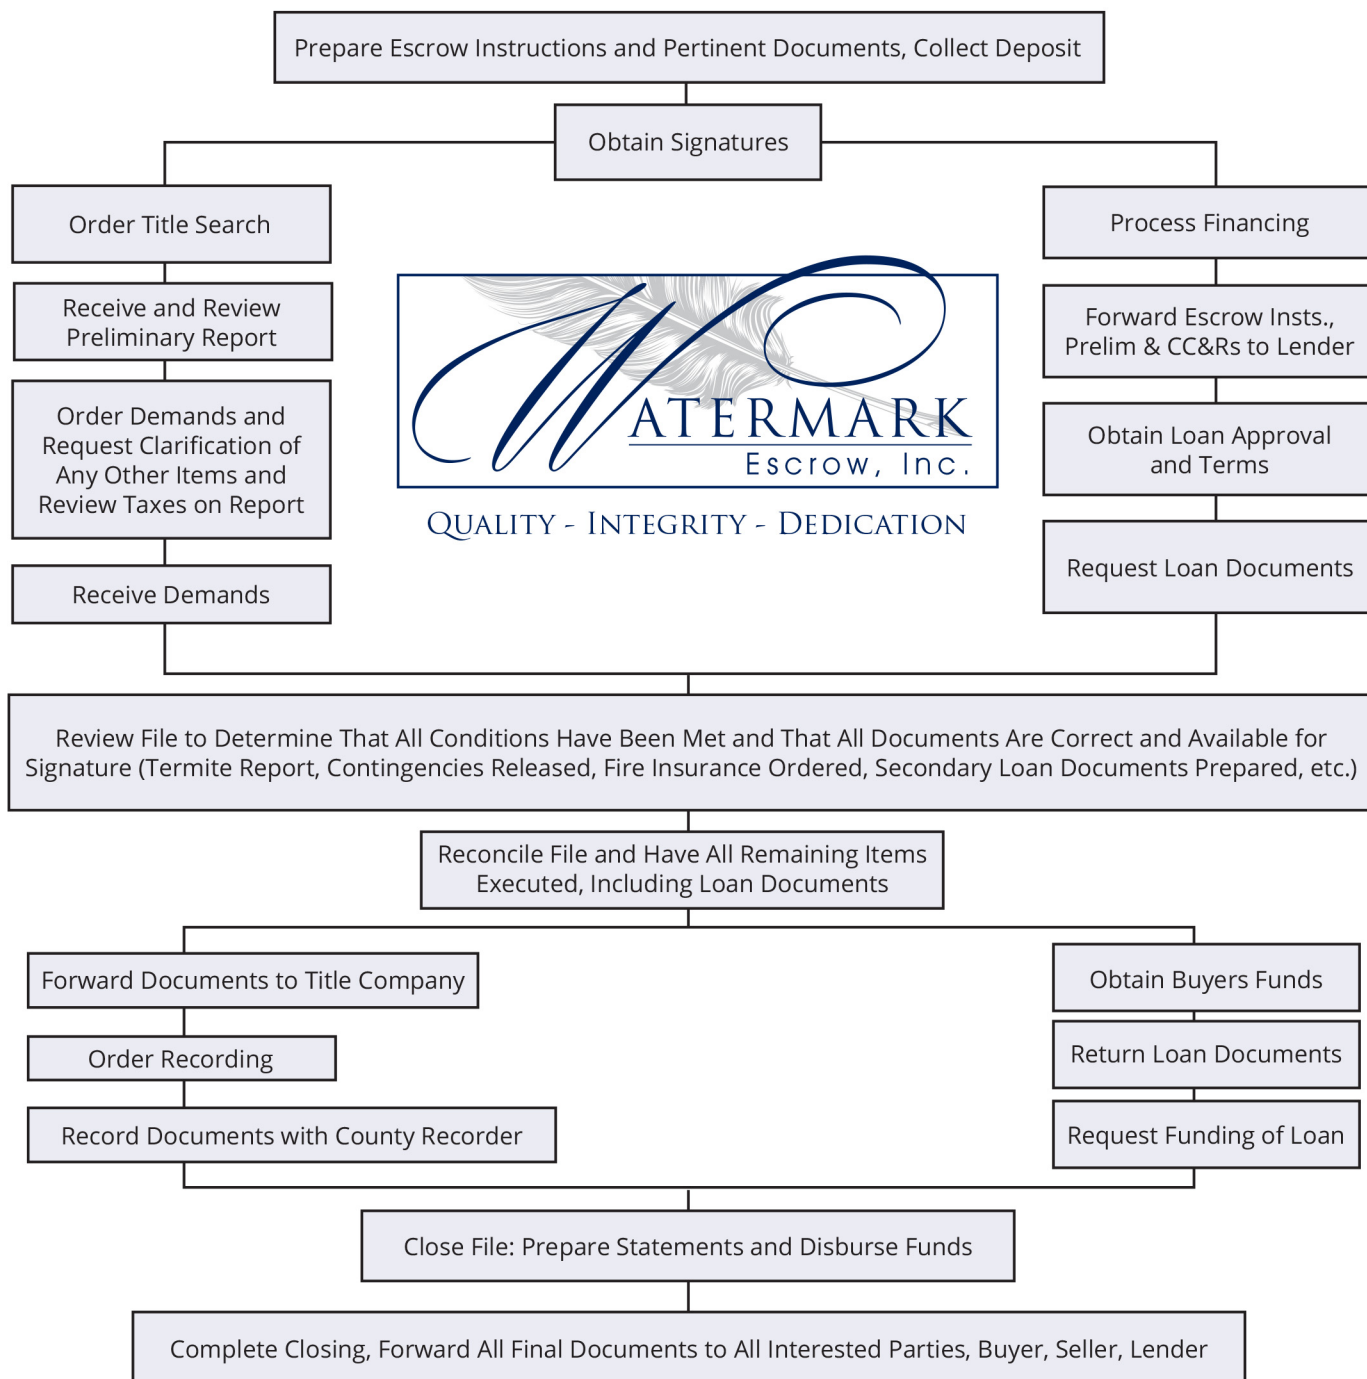 Prepare Escrow Instructions and Pertinent Documents, Collect Deposit
Obtain Signatures
Order Title Search
Receive and Review
Preliminary Report
Order Demands and
Request Clarification of
Any Other Items and
Review Taxes on Report
Receive Demands
Process Financing
Forward Escrow Insts.,
Prelim & CC&Rs to Lender
Obtain Loan Approval
and Terms
Request Loan Documents
WATERMARK
Escrow, Inc.
QUALITY - INTEGRITY - DEDICATION
Review File to Determine That All Conditions Have Been Met and That All Documents Are Correct and Available for
Signature (Termite Report, Contingencies Released, Fire Insurance Ordered, Secondary Loan Documents Prepared, etc.)
Reconcile File and Have All Remaining Items
Executed, Including Loan Documents
Forward Documents to Title Company
Order Recording
Record Documents with County Recorder
Obtain Buyers Funds
Return Loan Documents
Request Funding of Loan
Close File: Prepare Statements and Disburse Funds
Complete Closing, Forward All Final Documents to All Interested Parties, Buyer, Seller, Lender